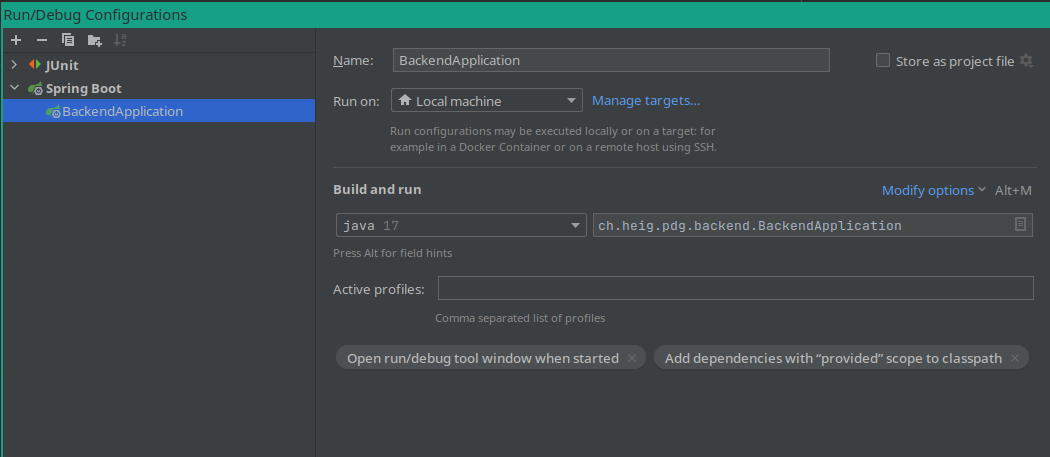 Run/Debug Configurations
JUnit
Spring Boot
BackendApplication
Name: BackendApplication Store as project file
Run on: Local machine Manage targets...
Run configurations may be executed locally or on a target: for
example in a Docker Container or on a remote host using SSH.
Build and run Modify options Alt+M
java 17 ch.heig.pdg.backend.BackendApplication
Press Alt for field hints
Active profiles:
Comma separated list of profiles
Open run/debug tool window when started × Add dependencies with “provided” scope to classpath ×